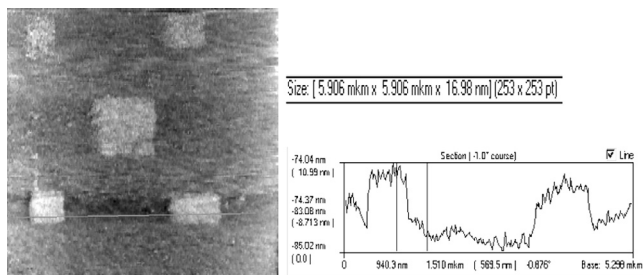 Size: [ 5.906 mkm x 5.906 mkm x 16.98 nm] (253 x 253 pt)
Section ( -1.0° course)
Line
-74.04 nm
( 10.99 nm)
-74.37 nm
-83.08 nm
( -8.713 nm)
-85.02 nm
( 0.0 )
0 940.3 nm 1.510 mkm ( 569.5 nm) -0.876° Base: 5.298 mkm